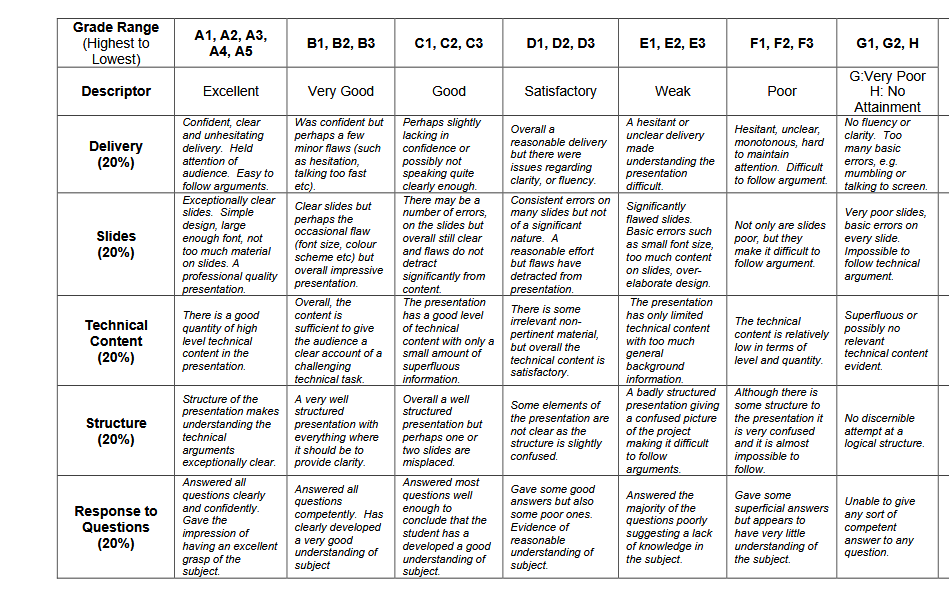 Grade Range
(Highest to
Lowest)
A1, A2, A3,
A4, A5
B1, B2, B3
C1, C2, C3
D1, D2, D3
E1, E2, E3
F1, F2, F3
G1, G2, H
Descriptor
Excellent
Very Good
Good
Satisfactory
Weak
Poor
G:Very Poor
H: No
Attainment
Delivery
(20%)
Confident, clear
and unhesitating
delivery. Held
attention of
audience. Easy to
follow arguments.
Was confident but
perhaps a few
minor flaws (such
as hesitation,
talking too fast
etc).
Perhaps slightly
lacking in
confidence or
possibly not
speaking quite
clearly enough.
Overall a
reasonable delivery
but there were
issues regarding
clarity, or fluency.
A hesitant or
unclear delivery
made
understanding the
presentation
difficult.
Hesitant, unclear,
monotonous, hard
to maintain
attention. Difficult
to follow argument.
No fluency or
clarity. Too
many basic
errors, e.g.
mumbling or
talking to screen.
Slides
(20%)
Exceptionally clear
slides. Simple
design, large
enough font, not
too much material
on slides. A
professional quality
presentation.
Clear slides but
perhaps the
occasional flaw
(font size, colour
scheme etc) but
overall impressive
presentation.
There may be a
number of errors,
on the slides but
overall still clear
and flaws do not
detract
significantly from
content.
Consistent errors on
many slides but not
of a significant
nature. A
reasonable effort
but flaws have
detracted from
presentation.
Significantly
flawed slides.
Basic errors such
as small font size,
too much content
on slides, over-
elaborate design.
Not only are slides
poor, but they
make it difficult to
follow argument.
Very poor slides,
basic errors on
every slide.
Impossible to
follow technical
argument.
Technical
Content
(20%)
There is a good
quantity of high
level technical
content in the
presentation.
Overall, the
content is
sufficient to give
the audience a
clear account of a
challenging
technical task.
The presentation
has a good level
of technical
content with only a
small amount of
superfluous
information.
There is some
irrelevant non-
pertinent material,
but overall the
technical content is
satisfactory.
The presentation
has only limited
technical content
with too much
general
background
information.
The technical
content is relatively
low in terms of
level and quantity.
Superfluous or
possibly no
relevant
technical content
evident.
Structure
(20%)
Structure of the
presentation makes
understanding the
technical
arguments
exceptionally clear.
A very well
structured
presentation with
everything where
it should be to
provide clarity.
Overall a well
structured
presentation but
perhaps one or
two slides are
misplaced.
Some elements of
the presentation are
not clear as the
structure is slightly
confused.
A badly structured
presentation giving
a confused picture
of the project
making it difficult
to follow
arguments.
Although there is
some structure to
the presentation it
is very confused
and it is almost
impossible to
follow.
No discernible
attempt at a
logical structure.
Response to
Questions
(20%)
Answered all
questions clearly
and confidently.
Gave the
impression of
having an excellent
grasp of the
subject.
Answered all
questions
competently. Has
clearly developed
a very good
understanding of
subject
Answered most
questions well
enough to
conclude that the
student has a
developed a good
understanding of
subject.
Gave some good
answers but also
some poor ones.
Evidence of
reasonable
understanding of
subject.
Answered the
majority of the
questions poorly
suggesting a lack
of knowledge in
the subject.
Gave some
superficial answers
but appears to
have very little
understanding of
the subject.
Unable to give
any sort of
competent
answer to any
question.